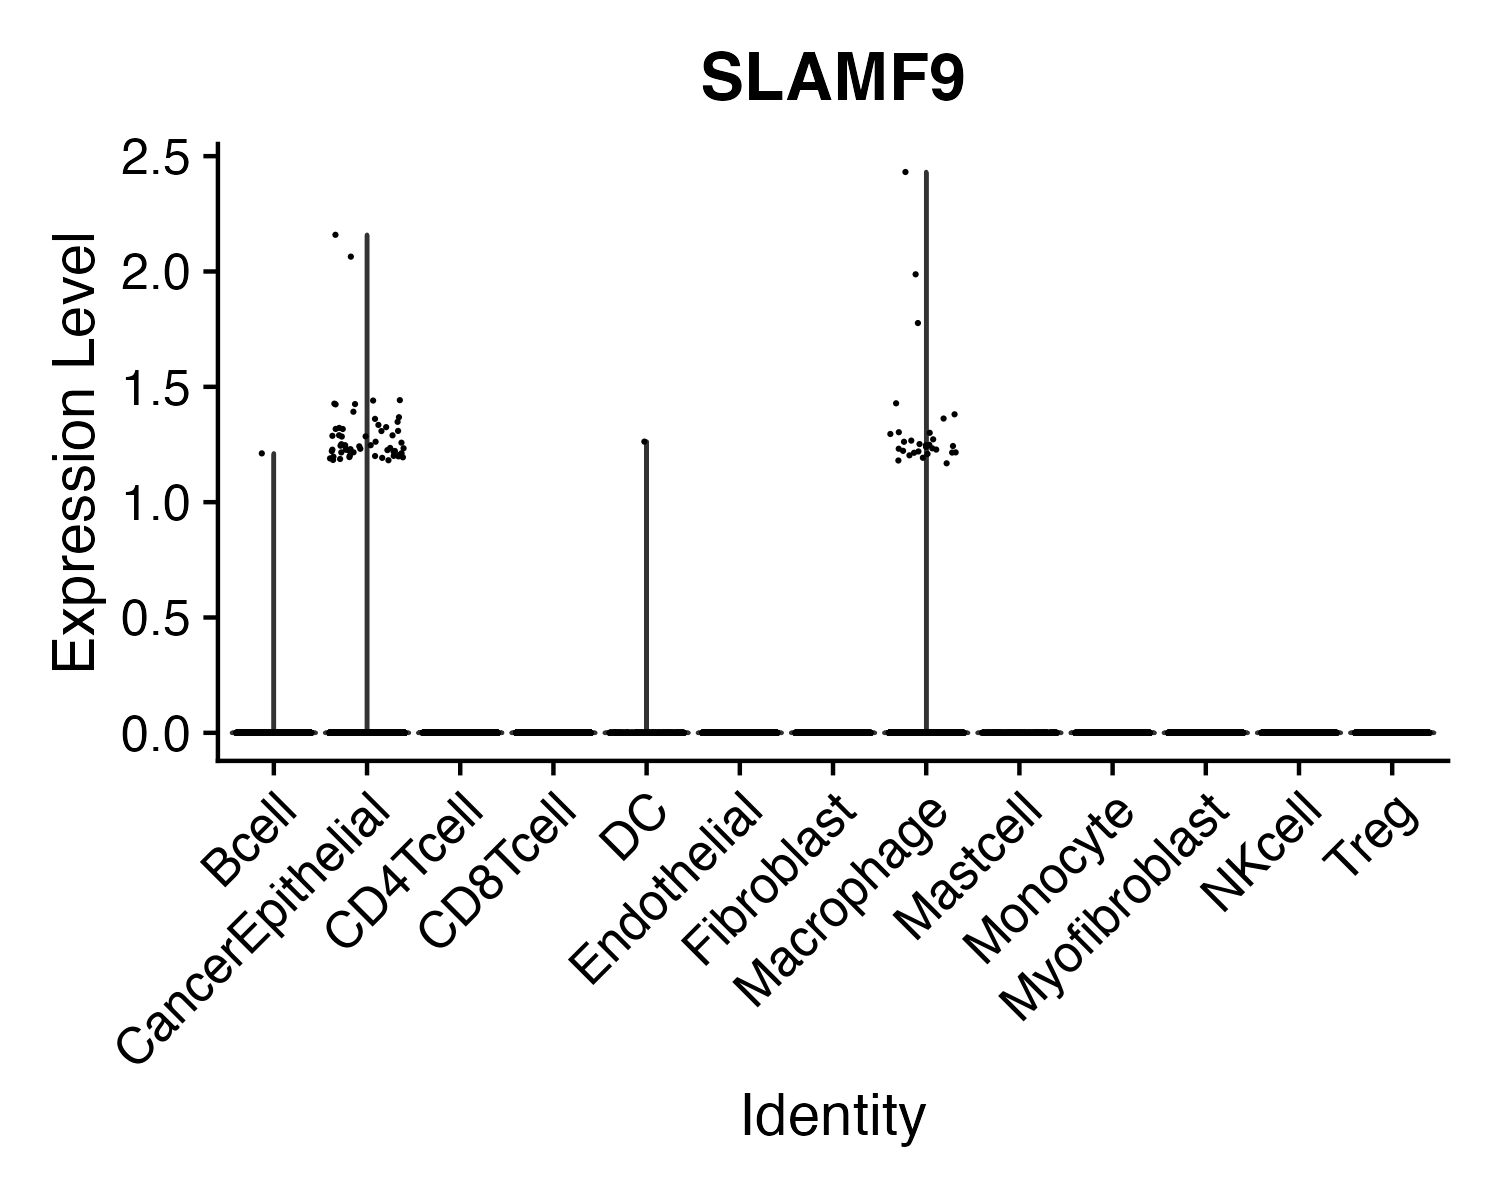 SLAMF9
Expression Level
2.5
2.0
1.5
1.0
0.5
0.0
Bcell
CancerEpithelial
CD4Tcell
CD8Tcell
DC
Endothelial
Fibroblast
Macrophage
Mastcell
Monocyte
Myofibroblast
NKcell
Treg
Identity